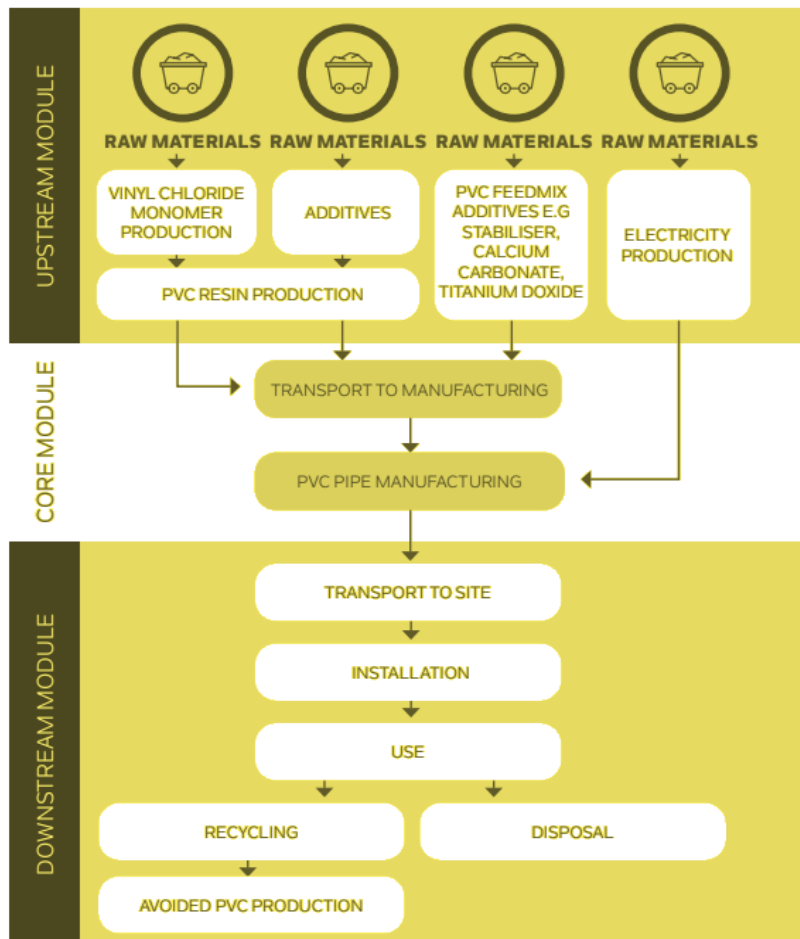 UPSTREAM MODULE
RAW MATERIALS
RAW MATERIALS
RAW MATERIALS
RAW MATERIALS
VINYL CHLORIDE
MONOMER
PRODUCTION
ADDITIVES
PVC FEEDMIX
ADDITIVES E.G
STABILISER,
CALCIUM
CARBONATE,
TITANIUM DOXIDE
ELECTRICITY
PRODUCTION
PVC RESIN PRODUCTION
CORE MODULE
TRANSPORT TO MANUFACTURING
PVC PIPE MANUFACTURING
DOWNSTREAM MODULE
TRANSPORT TO SITE
INSTALLATION
USE
RECYCLING
DISPOSAL
AVOIDED PVC PRODUCTION